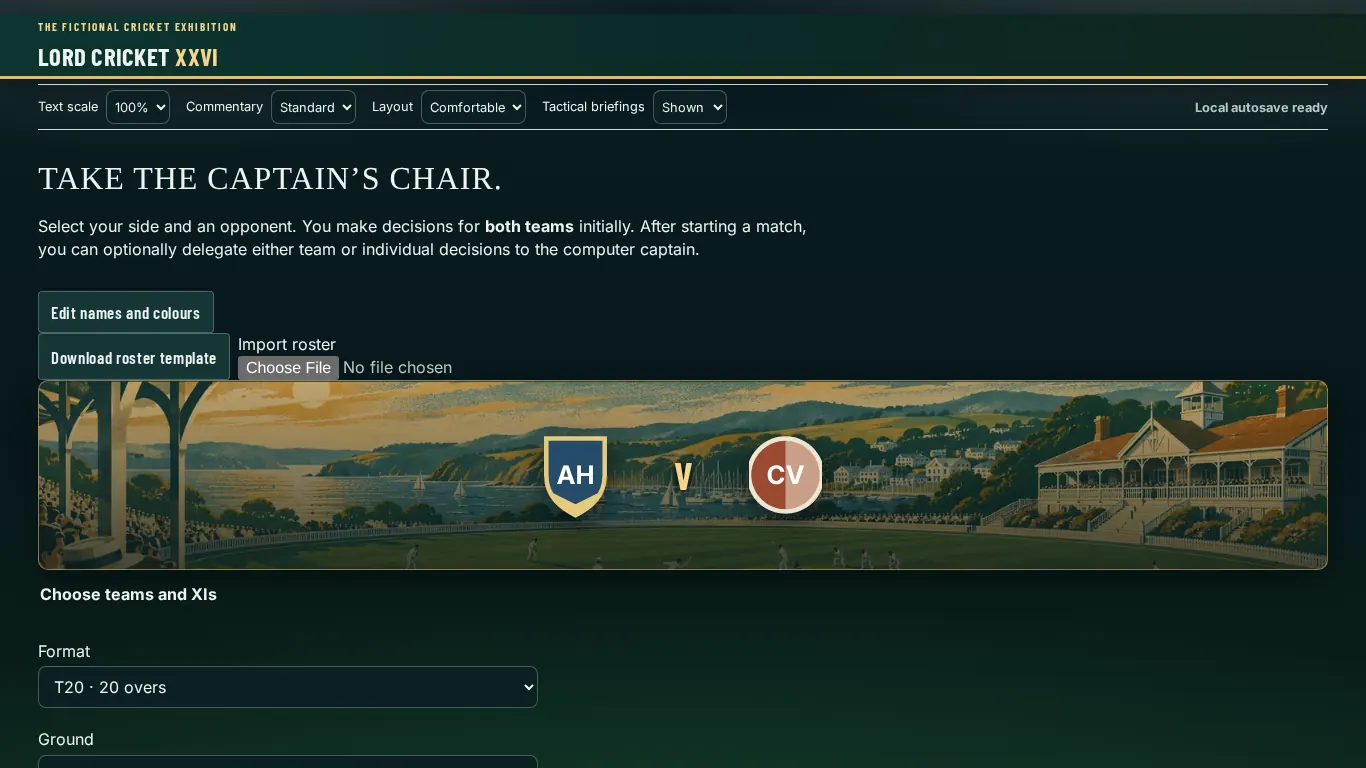 THE FICTIONAL CRICKET EXHIBITION
LORD CRICKET XXVI
Text scale 100% Commentary Standard Layout Comfortable Tactical briefings Shown Local autosave ready
TAKE THE CAPTAIN’S CHAIR.
Select your side and an opponent. You make decisions for both teams initially. After starting a match,
you can optionally delegate either team or individual decisions to the computer captain.
Edit names and colours
Download roster template
Import roster
Choose File No file chosen
AH V CV
Choose teams and XIs
Format
T20 · 20 overs
Ground